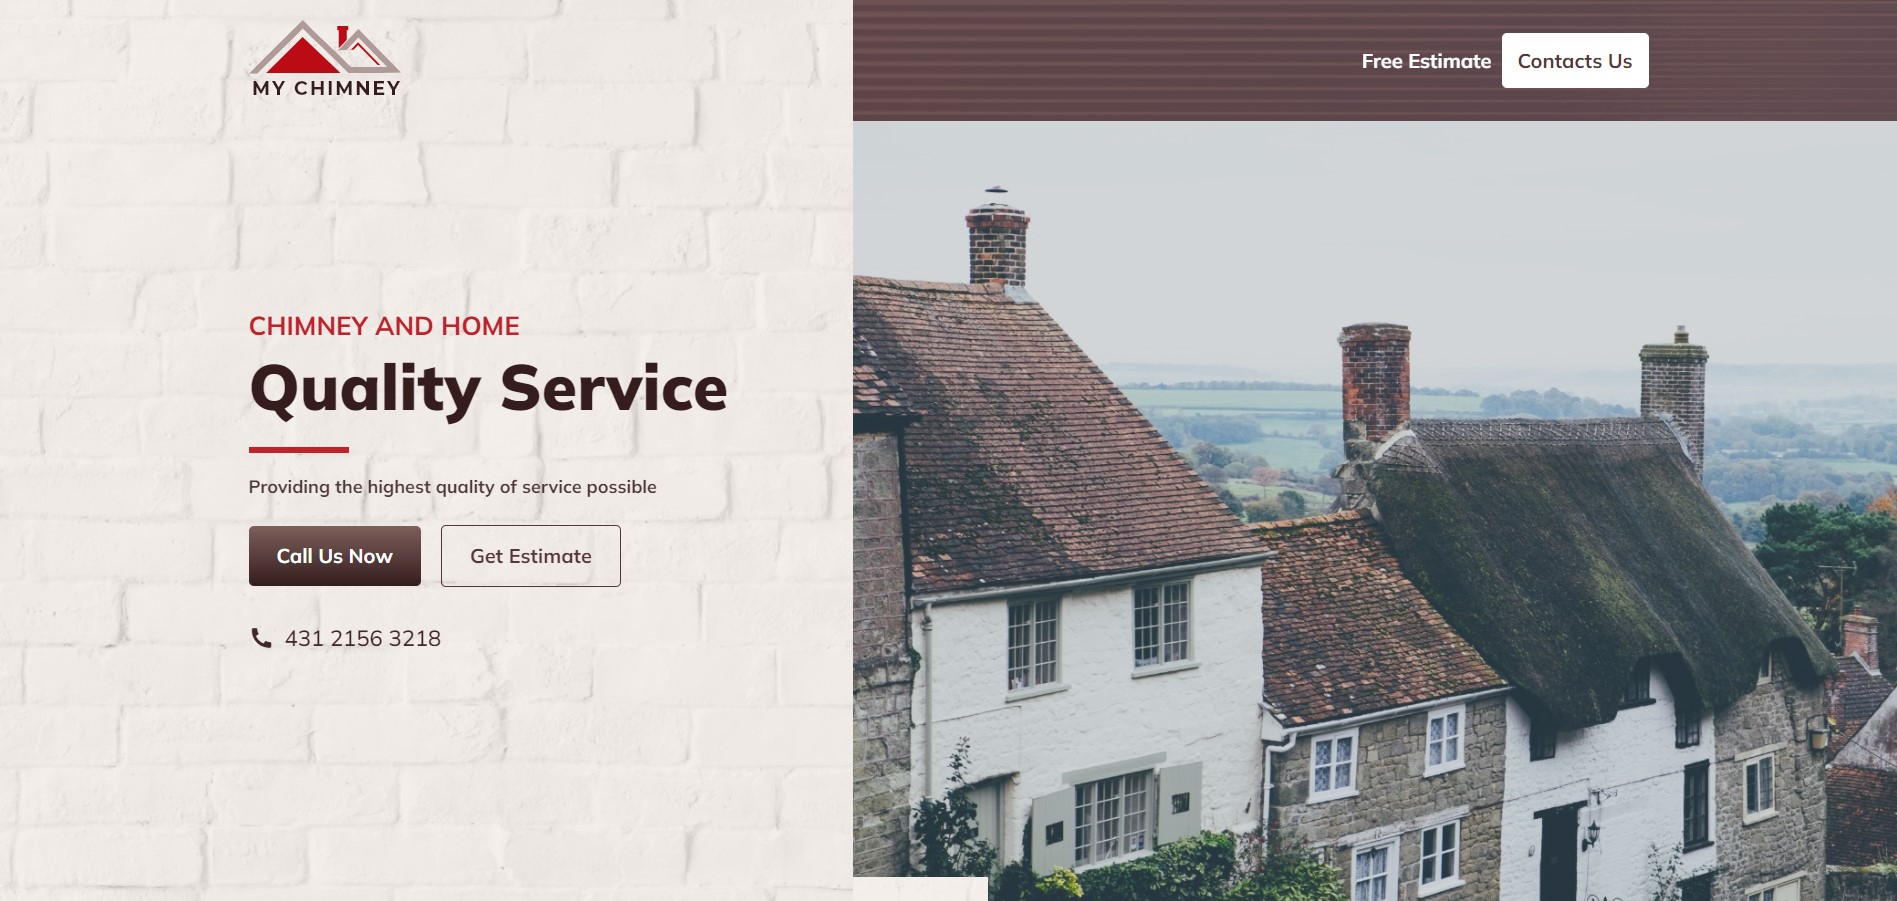 MY CHIMNEY
Free Estimate
Contacts Us
CHIMNEY AND HOME
Quality Service
Providing the highest quality of service possible
Call Us Now
Get Estimate
431 2156 3218